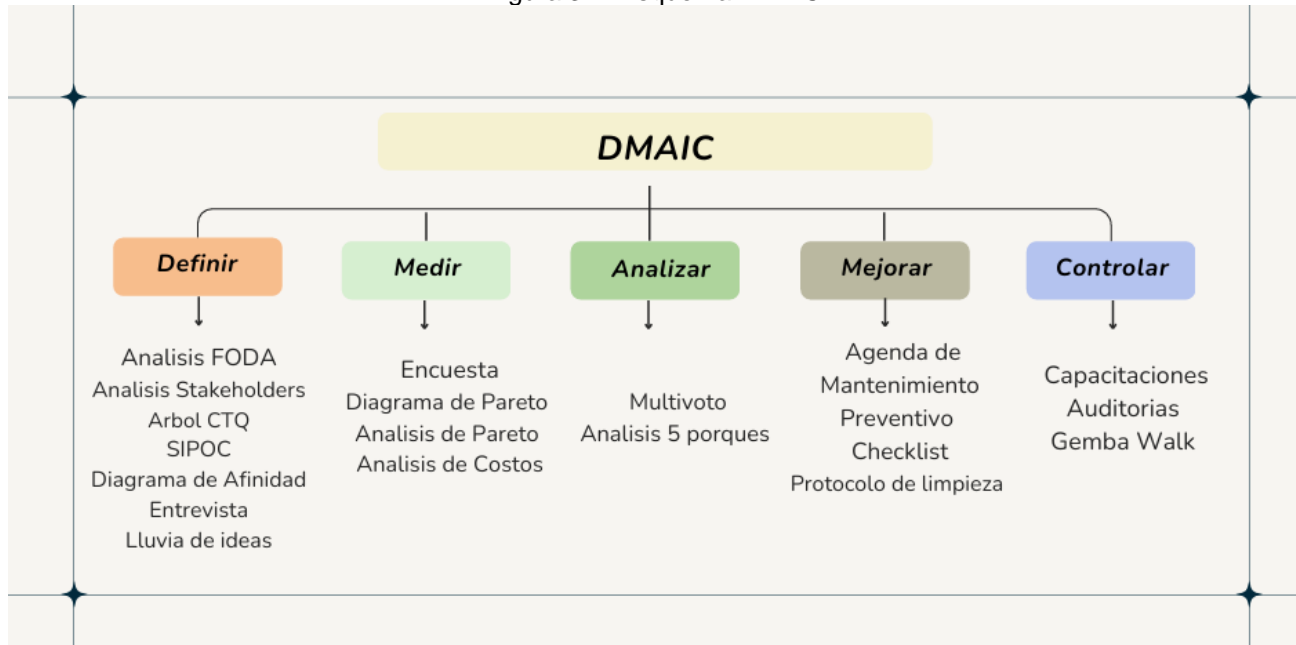 DMAIC
Definir
Medir
Analizar
Mejorar
Controlar
Analisis FODA
Analisis Stakeholders
Arbol CTQ
SIPOC
Diagrama de Afinidad
Entrevista
Lluvia de ideas
Encuesta
Diagrama de Pareto
Analisis de Pareto
Analisis de Costos
Multivoto
Analisis 5 porques
Agenda de
Mantenimiento
Preventivo
Checklist
Protocolo de limpieza
Capacitaciones
Auditorias
Gemba Walk